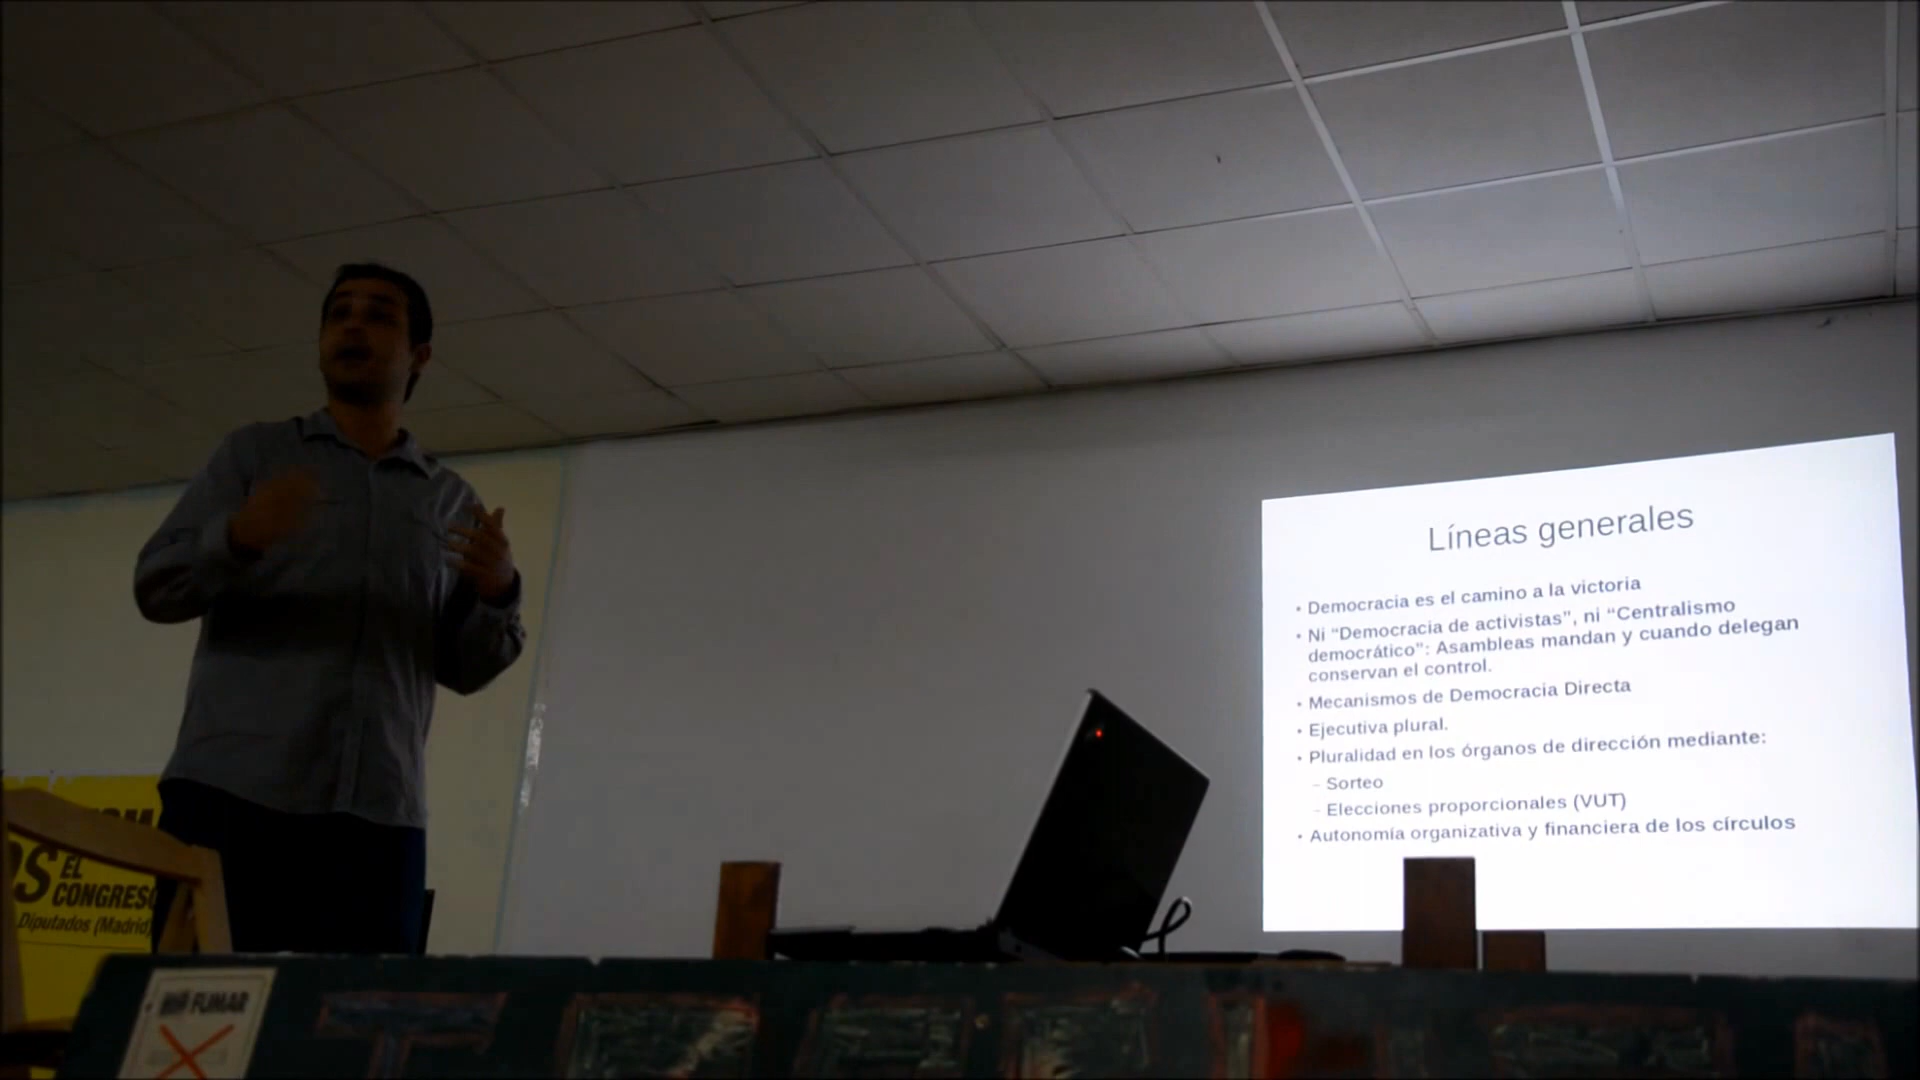 Líneas generales
• Democracia es el camino a la victoria
• Ni “Democracia de activistas”, ni “Centralismo
democrático”: Asambleas mandan y cuando delegan
conservan el control.
• Mecanismos de Democracia Directa
• Ejecutiva plural.
• Pluralidad en los órganos de dirección mediante:
– Sorteo
– Elecciones proporcionales (VUT)
• Autonomía organizativa y financiera de los círculos
EL
CONGRESO
Diputados (Madrid)
FUMAR